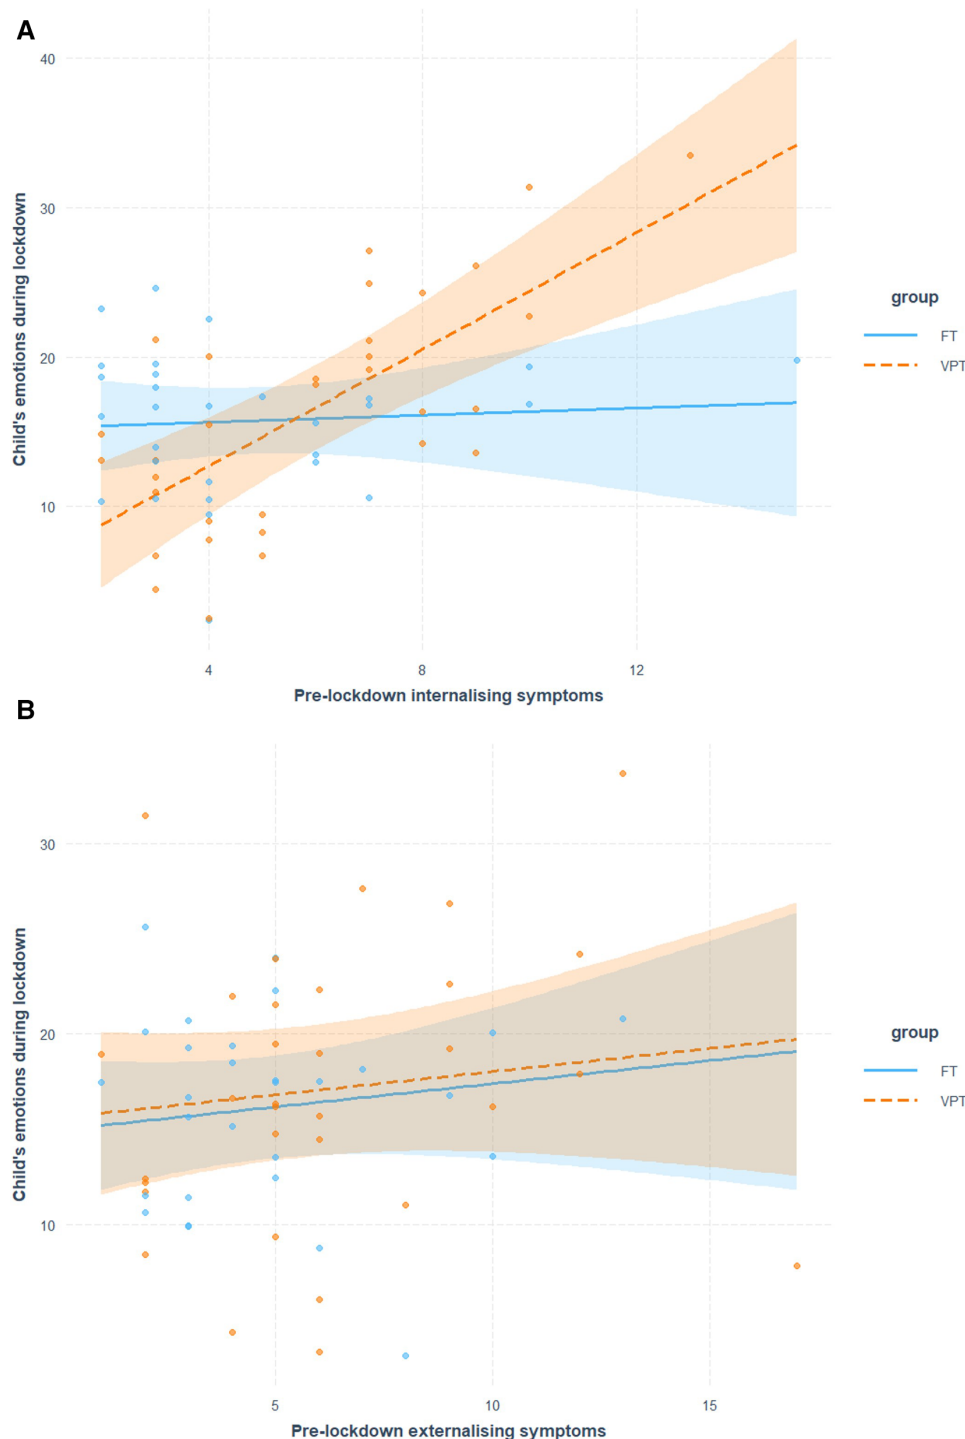 A
40
30
20
10
Child's emotions during lockdown
4 8 12
Pre-lockdown internalising symptoms
group
FT
VPT
B
30
20
10
Child's emotions during lockdown
5 10 15
Pre-lockdown externalising symptoms
group
FT
VPT